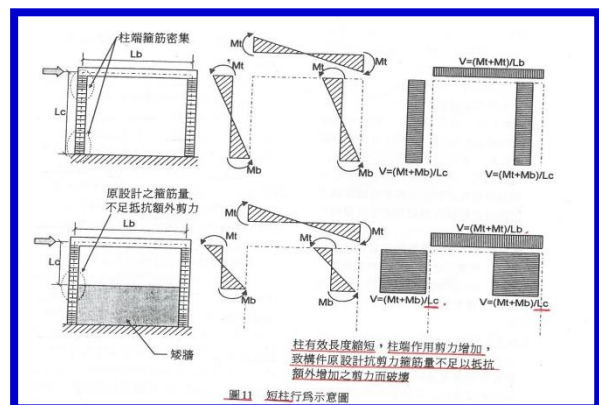 柱端箍筋密集
Lb
Lc
Mt
Mt
Mt
Mt
Mb
Mb
V=(Mt+Mt)/Lb
V=(Mt+Mb)/Lc
V=(Mt+Mb)/Lc
原設計之箍筋量,
不足抵抗額外剪力
Lb
Lc
矮牆
Mt
Mt
Mt
Mt
Mb
Mb
V=(Mt+Mt)/Lb
V=(Mt+Mb)/Lc
V=(Mt+Mb)/Lc
柱有效長度縮短,柱端作用剪力增加,
致構件原設計抗剪力箍筋量不足以抵抗
額外增加之剪力而破壞
圖11 短柱行爲示意圖